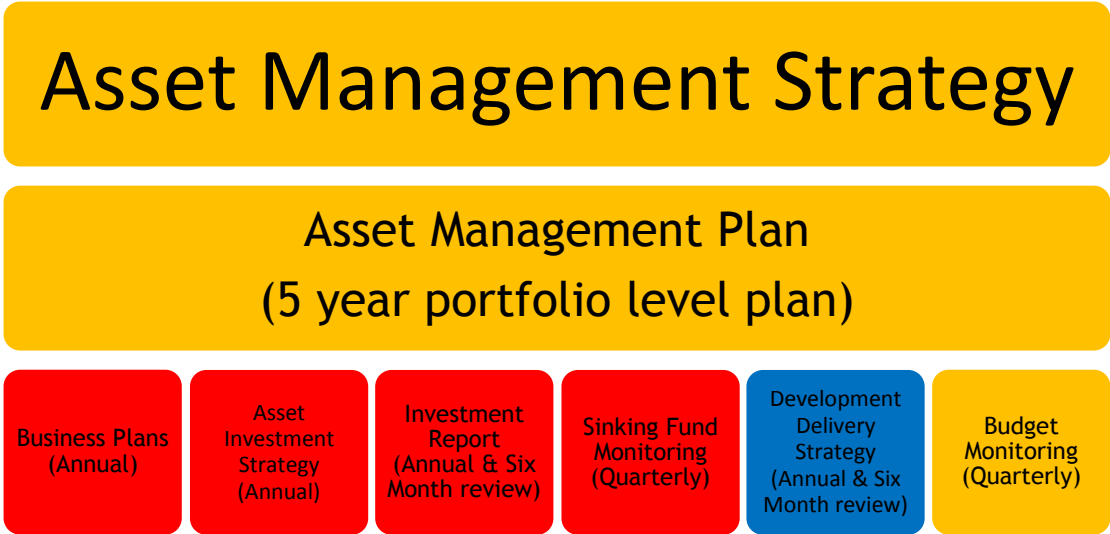 Asset Management Strategy
Asset Management Plan
(5 year portfolio level plan)
Business Plans
(Annual)
Asset
Investment
Strategy
(Annual)
Investment
Report
(Annual & Six
Month review)
Sinking Fund
Monitoring
(Quarterly)
Development
Delivery
Strategy
(Annual & Six
Month review)
Budget
Monitoring
(Quarterly)